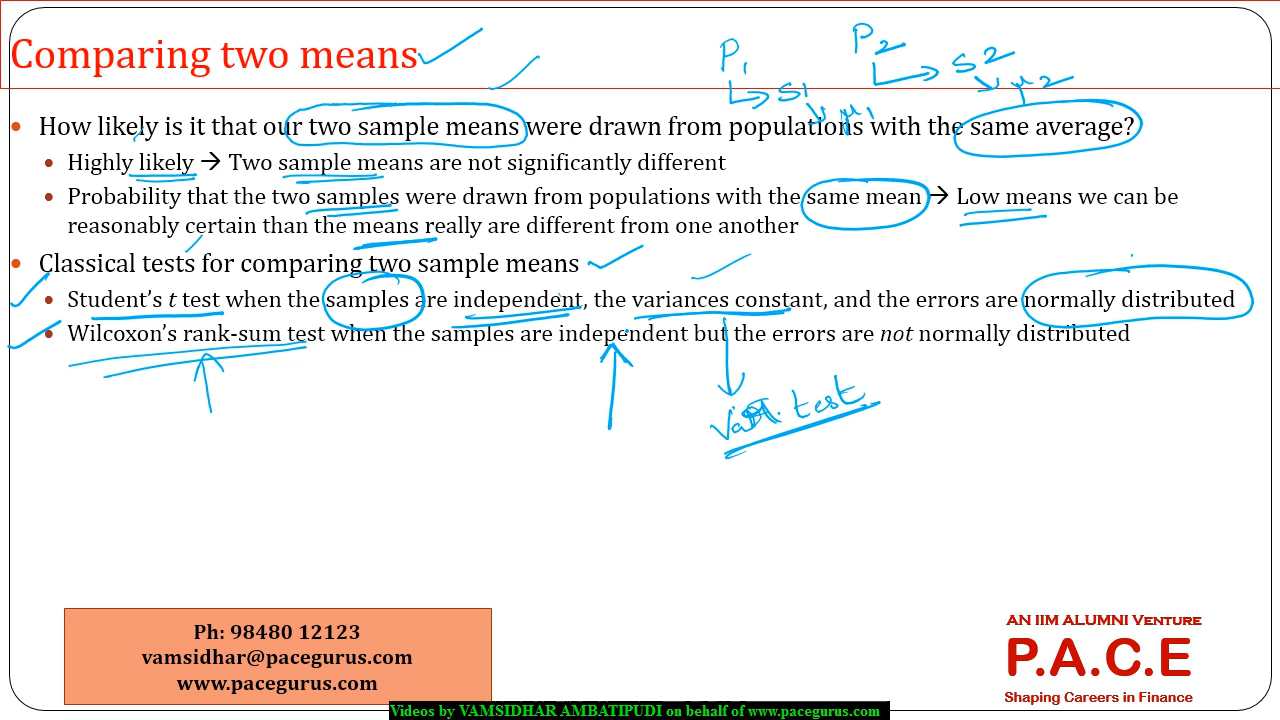 Comparing two means
P1
P2
S1
S2
μ1
μ2
• How likely is it that our two sample means were drawn from populations with the same average?
• Highly likely → Two sample means are not significantly different
• Probability that the two samples were drawn from populations with the same mean → Low means we can be
reasonably certain than the means really are different from one another
• Classical tests for comparing two sample means
• Student's t test when the samples are independent, the variances constant, and the errors are normally distributed
• Wilcoxon's rank-sum test when the samples are independent but the errors are not normally distributed
test
Ph: 98480 12123
vamsidhar@pacegurus.com
www.pacegurus.com
AN IIM ALUMNI VENTURE
P.A.C.E
Shaping Careers in Finance
Videos by VAMSIDHAR AMBATIPUDI on behalf of www.pacegurus.com